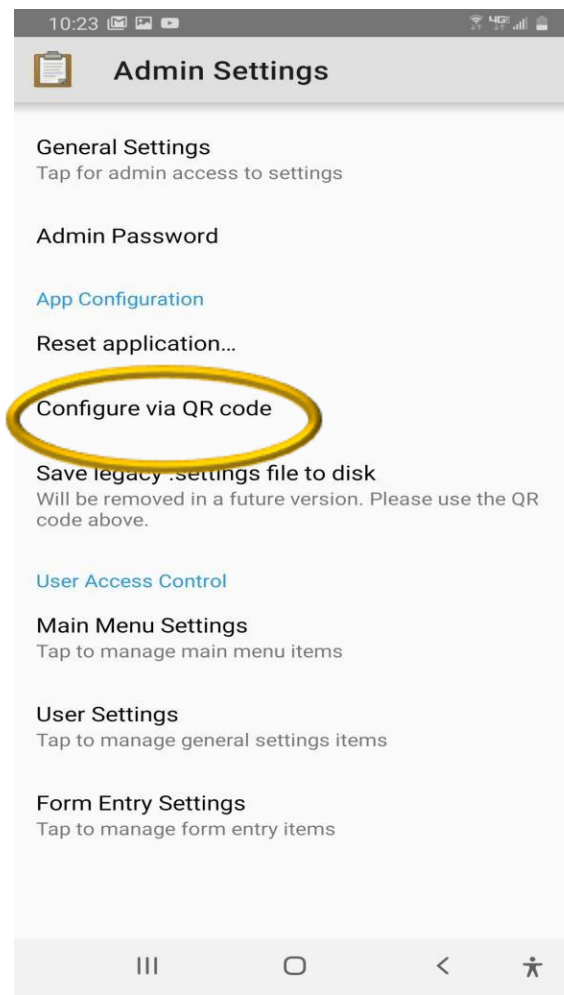 10:23
4GE
Admin Settings
General Settings
Tap for admin access to settings
Admin Password
App Configuration
Reset application...
Configure via QR code
Save legacy .settings file to disk
Will be removed in a future version. Please use the QR
code above.
User Access Control
Main Menu Settings
Tap to manage main menu items
User Settings
Tap to manage general settings items
Form Entry Settings
Tap to manage form entry items